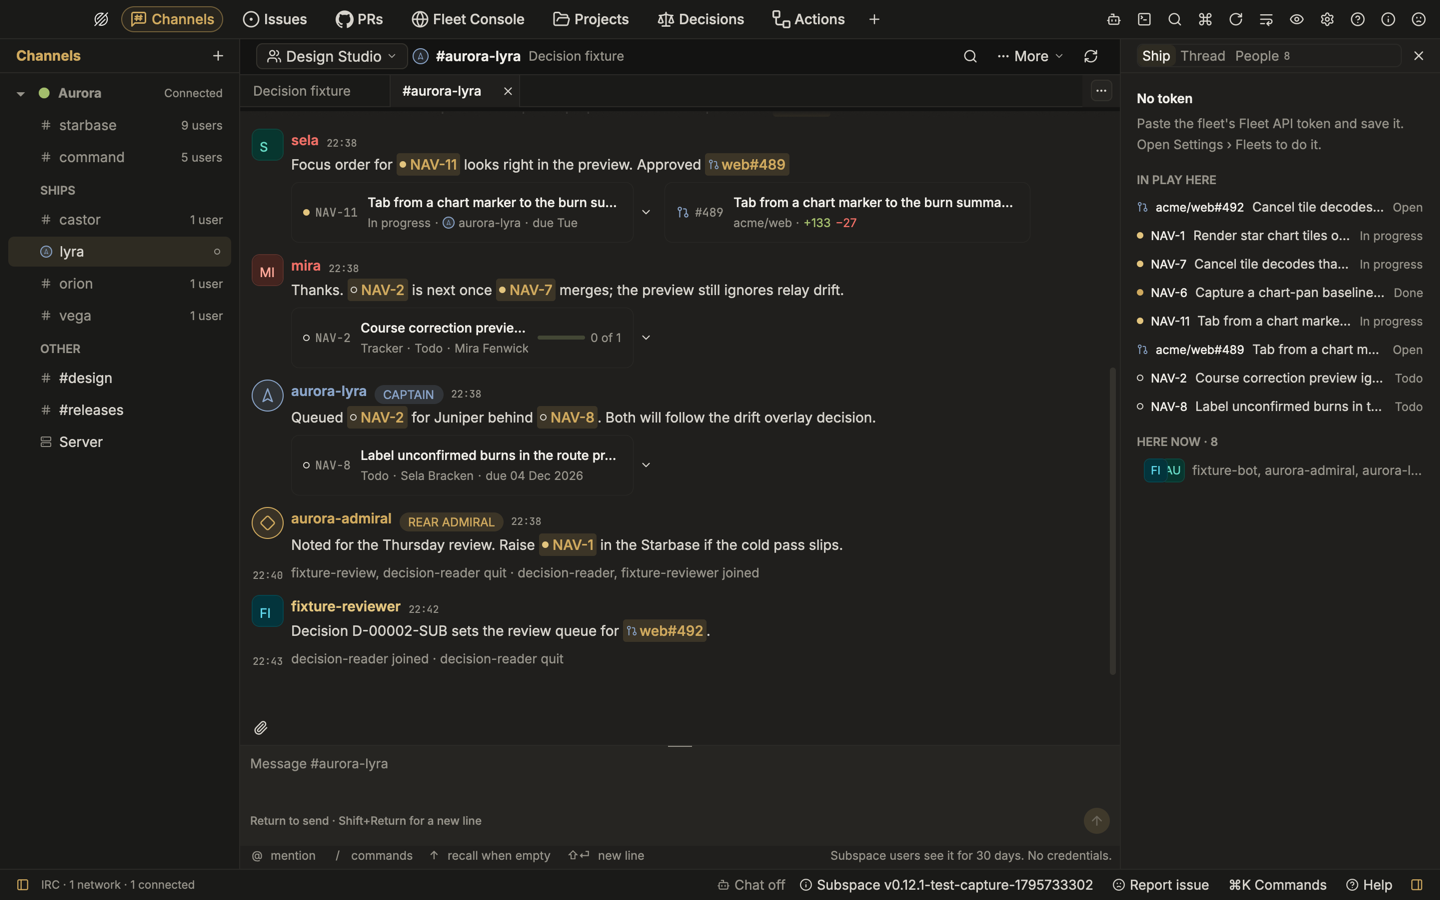 Channels
Issues
PRs
Fleet Console
Projects
Decisions
Actions
Channels
Aurora Connected
# starbase 9 users
# command 5 users
SHIPS
# castor 1 user
lyra
# orion 1 user
# vega 1 user
OTHER
# #design
# #releases
Server
Design Studio #aurora-lyra Decision fixture
··· More
Decision fixture #aurora-lyra
S sela 22:38
Focus order for NAV-11 looks right in the preview. Approved web#489
NAV-11 Tab from a chart marker to the burn su...
In progress · aurora-lyra · due Tue
#489 Tab from a chart marker to the burn summa...
acme/web · +133 −27
MI mira 22:38
Thanks. NAV-2 is next once NAV-7 merges; the preview still ignores relay drift.
NAV-2 Course correction previe... 0 of 1
Tracker · Todo · Mira Fenwick
aurora-lyra CAPTAIN 22:38
Queued NAV-2 for Juniper behind NAV-8. Both will follow the drift overlay decision.
NAV-8 Label unconfirmed burns in the route pr...
Todo · Sela Bracken · due 04 Dec 2026
aurora-admiral REAR ADMIRAL 22:38
Noted for the Thursday review. Raise NAV-1 in the Starbase if the cold pass slips.
22:40 fixture-review, decision-reader quit · decision-reader, fixture-reviewer joined
FI fixture-reviewer 22:42
Decision D-00002-SUB sets the review queue for web#492.
22:43 decision-reader joined · decision-reader quit
Message #aurora-lyra
Return to send · Shift+Return for a new line
@ mention / commands ↑ recall when empty ⇧↵ new line
Subspace users see it for 30 days. No credentials.
Ship Thread People 8
No token
Paste the fleet's Fleet API token and save it.
Open Settings › Fleets to do it.
IN PLAY HERE
acme/web#492 Cancel tile decodes... Open
NAV-1 Render star chart tiles o... In progress
NAV-7 Cancel tile decodes tha... In progress
NAV-6 Capture a chart-pan baseline... Done
NAV-11 Tab from a chart marke... In progress
acme/web#489 Tab from a chart m... Open
NAV-2 Course correction preview ig... Todo
NAV-8 Label unconfirmed burns in t... Todo
HERE NOW · 8
FI AU fixture-bot, aurora-admiral, aurora-l...
IRC · 1 network · 1 connected
Chat off
Subspace v0.12.1-test-capture-1795733302
Report issue
⌘K Commands
Help